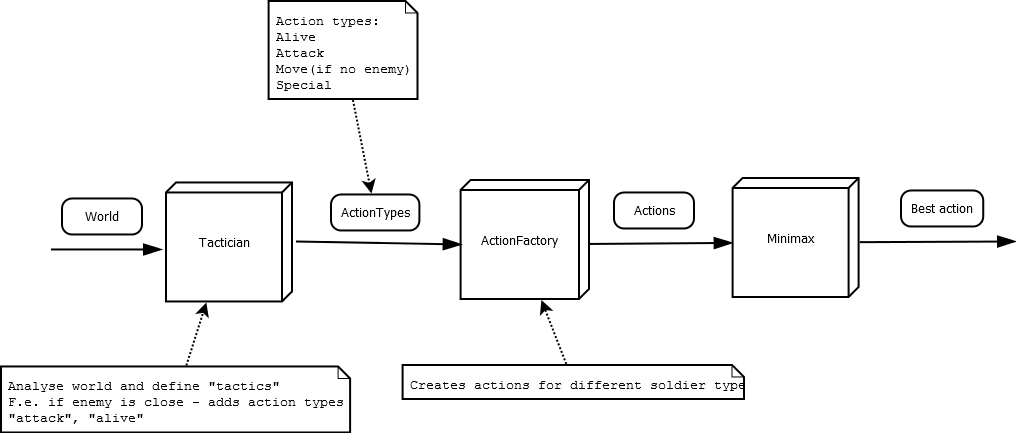 Action types:
Alive
Attack
Move(if no enemy)
Special
World
Tactician
ActionTypes
ActionFactory
Actions
Minimax
Best action
Analyse world and define "tactics"
F.e. if enemy is close - adds action types
"attack", "alive"
Creates actions for different soldier type